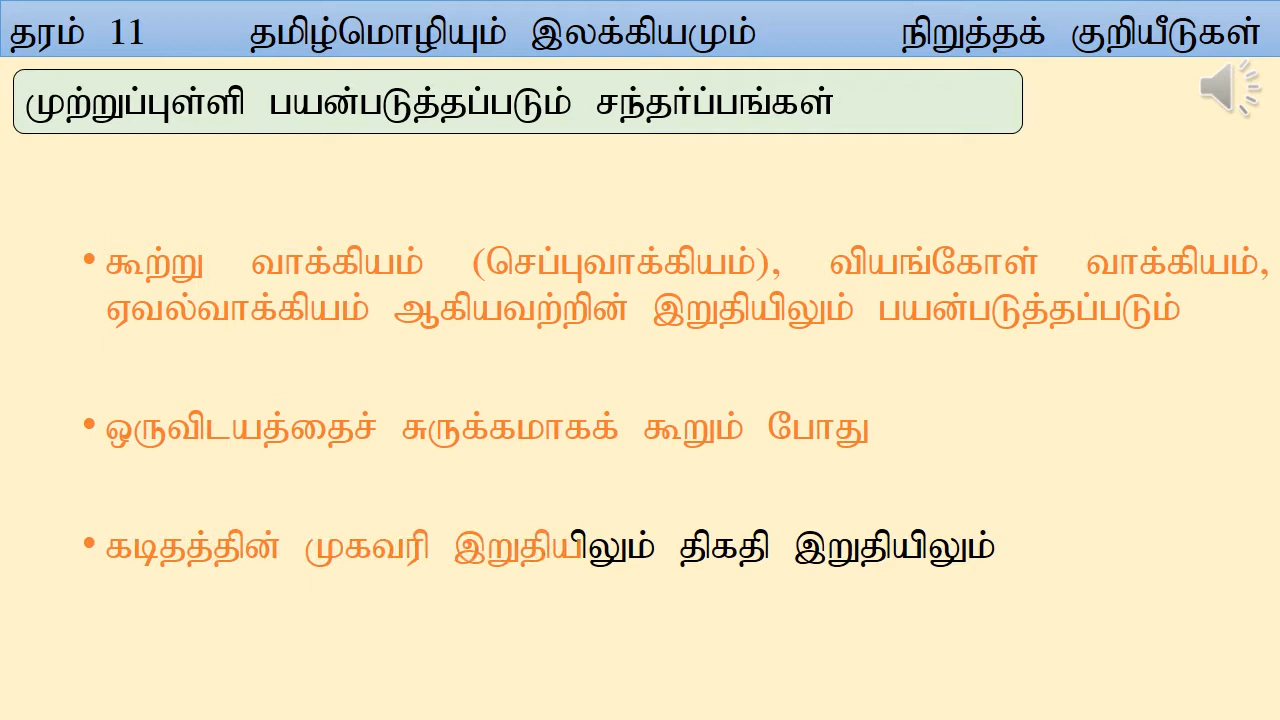 தரம் 11 தமிழ்மொழியும் இலக்கியமும் நிறுத்தக் குறியீடுகள்
முற்றுப்புள்ளி பயன்படுத்தப்படும் சந்தர்ப்பங்கள்
• கூற்று வாக்கியம் (செப்புவாக்கியம்), வியங்கோள் வாக்கியம்,
ஏவல்வாக்கியம் ஆகியவற்றின் இறுதியிலும் பயன்படுத்தப்படும்
• ஒருவிடயத்தைச் சுருக்கமாகக் கூறும் போது
• கடிதத்தின் முகவரி இறுதியிலும் திகதி இறுதியிலும்